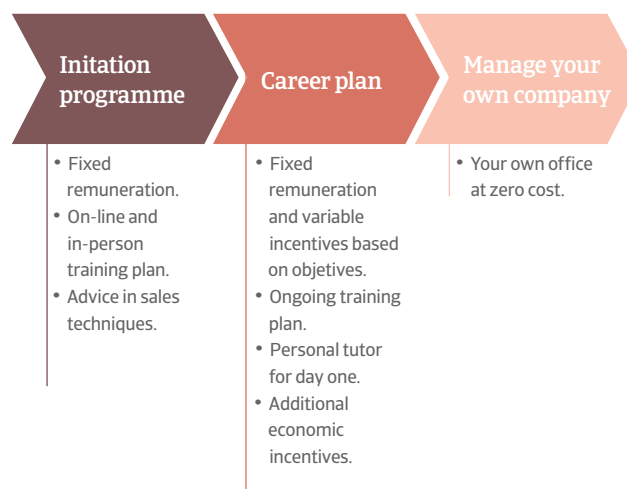 Initation
programme
• Fixed
remuneration.
• On-line and
in-person
training plan.
• Advice in sales
techniques.
Career plan
• Fixed
remuneration
and variable
incentives based
on objetives.
• Ongoing training
plan.
• Personal tutor
for day one.
• Additional
economic
incentives.
Manage your
own company
• Your own office
at zero cost.